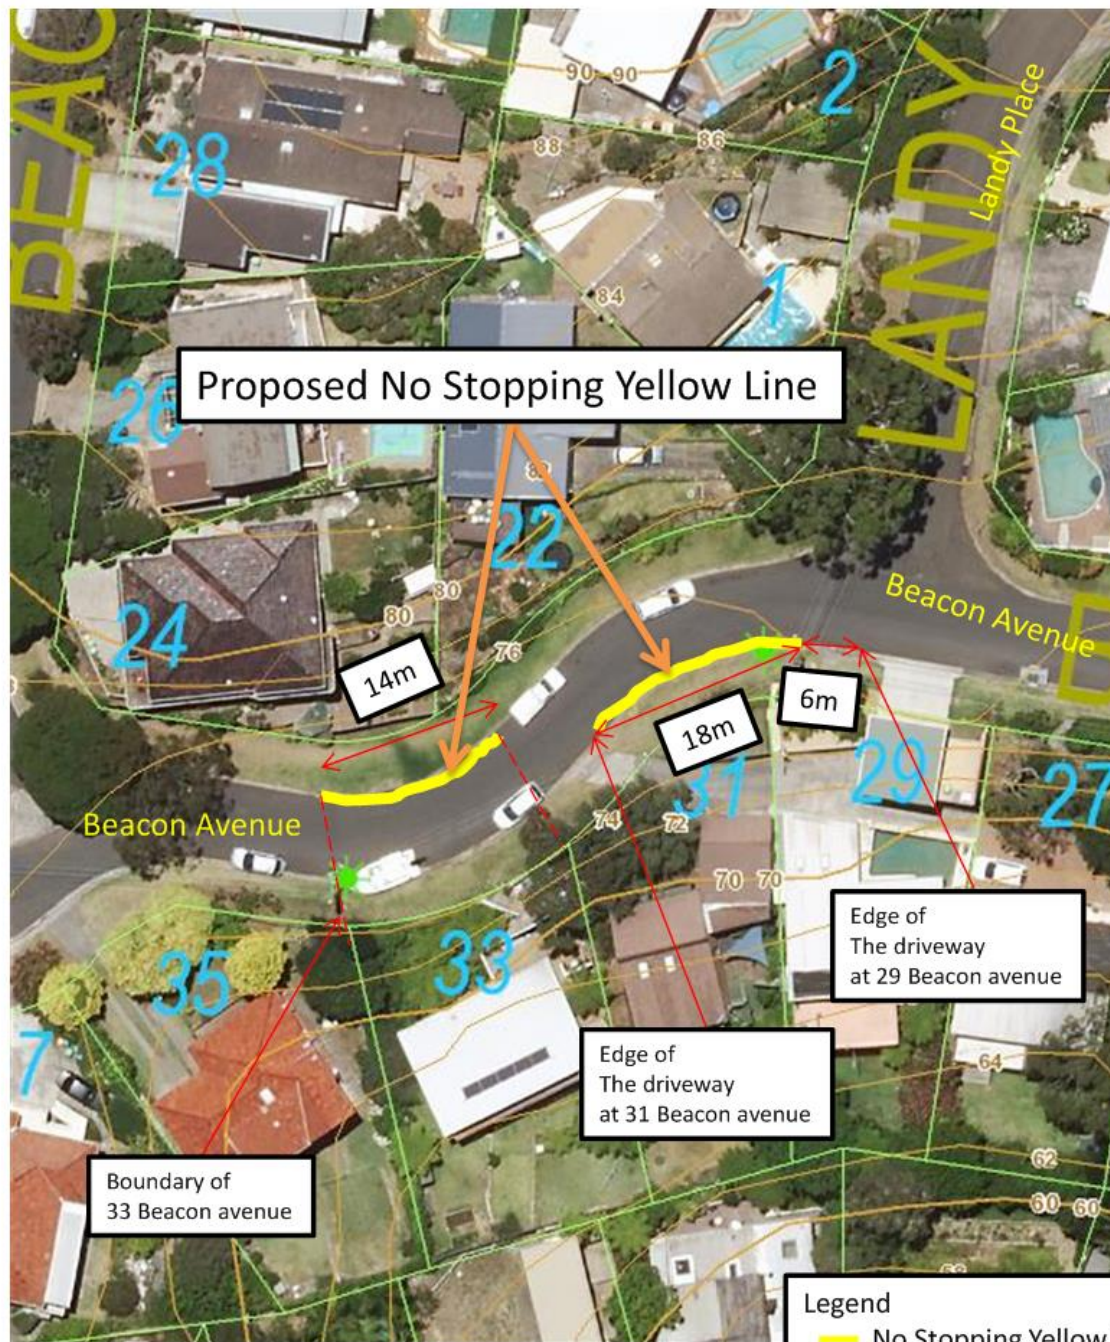 BEAC
28
90
90
2
LANDY
Landy Place
88
86
84
1
Proposed No Stopping Yellow Line
26
82
22
24
80
80
76
14m
Beacon Avenue
6m
18m
31
29
27
74
72
Beacon Avenue
70
70
35
33
Edge of
The driveway
at 29 Beacon avenue
7
Edge of
The driveway
at 31 Beacon avenue
64
Boundary of
33 Beacon avenue
62
60
60
Legend
No Stopping Yellow